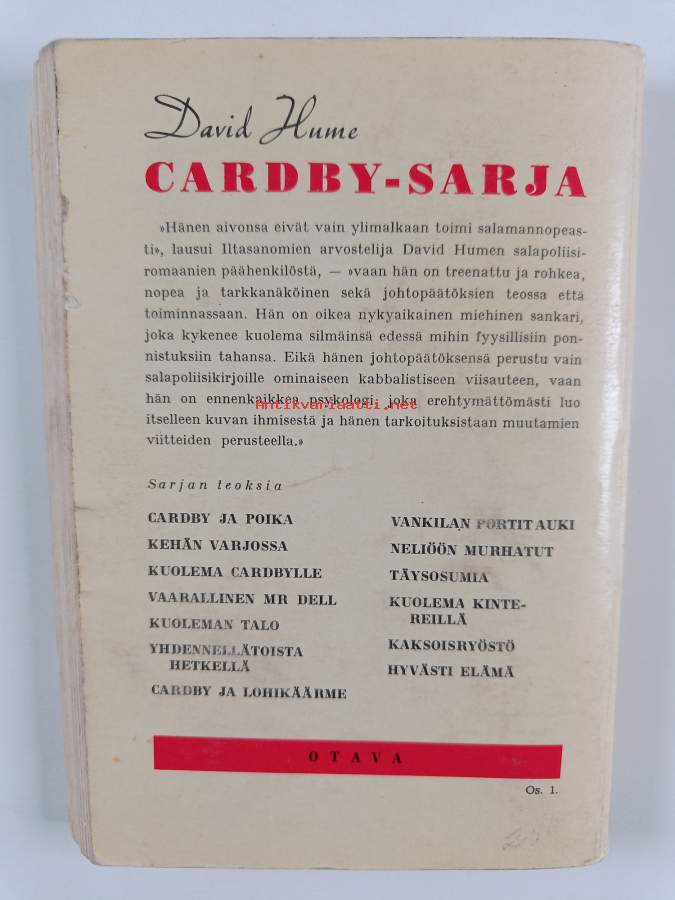 David Hume
CARDBY-SARJA
»Hänen aivonsa eivät vain ylimalkaan toimi salamannopeas-
ti», lausui Iltasanomien arvostelija David Humen salapoliisi-
romaanien päähenkilöstä, — »vaan hän on treenattu ja rohkea,
nopea ja tarkkanäköinen sekä johtopäätöksien teossa että
toiminnassaan. Hän on oikea nykyaikainen miehinen sankari,
joka kykenee kuolema silmäinsä edessä mihin fyysillisiin pon-
nistuksiin tahansa. Eikä hänen johtopäätöksensä perustu vain
salapoliisikirjoille ominaiseen kabbalistiseen viisauteen, vaan
hän on ennenkaikkea psykologi, joka erehtymättömästi luo
Antikvariaatti.net
itselleen kuvan ihmisestä ja hänen tarkoituksistaan muutamien
viitteiden perusteella.»
Sarjan teoksia
CARDBY JA POIKA
KEHÄN VARJOSSA
KUOLEMA CARDBYLLE
VAARALLINEN MR DELL
KUOLEMAN TALO
YHDENNELLÄTOISTA
HETKELLÄ
CARDBY JA LOHIKÄÄRME
VANKILAN PORTIT AUKI
NELIÖÖN MURHATUT
TÄYSOSUMIA
KUOLEMA KINTE-
REILLÄ
KAKSOISRYÖSTÖ
HYVÄSTI ELÄMÄ
OTAVA
Os. 1.